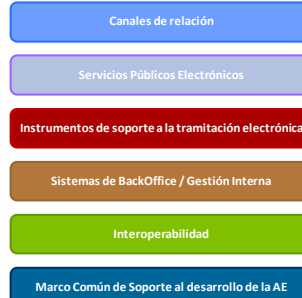 Canales de relación
Servicios Públicos Electrónicos
Instrumentos de soporte a la tramitación electrónica
Sistemas de BackOffice / Gestión Interna
Interoperabilidad
Marco Común de Soporte al desarrollo de la AE